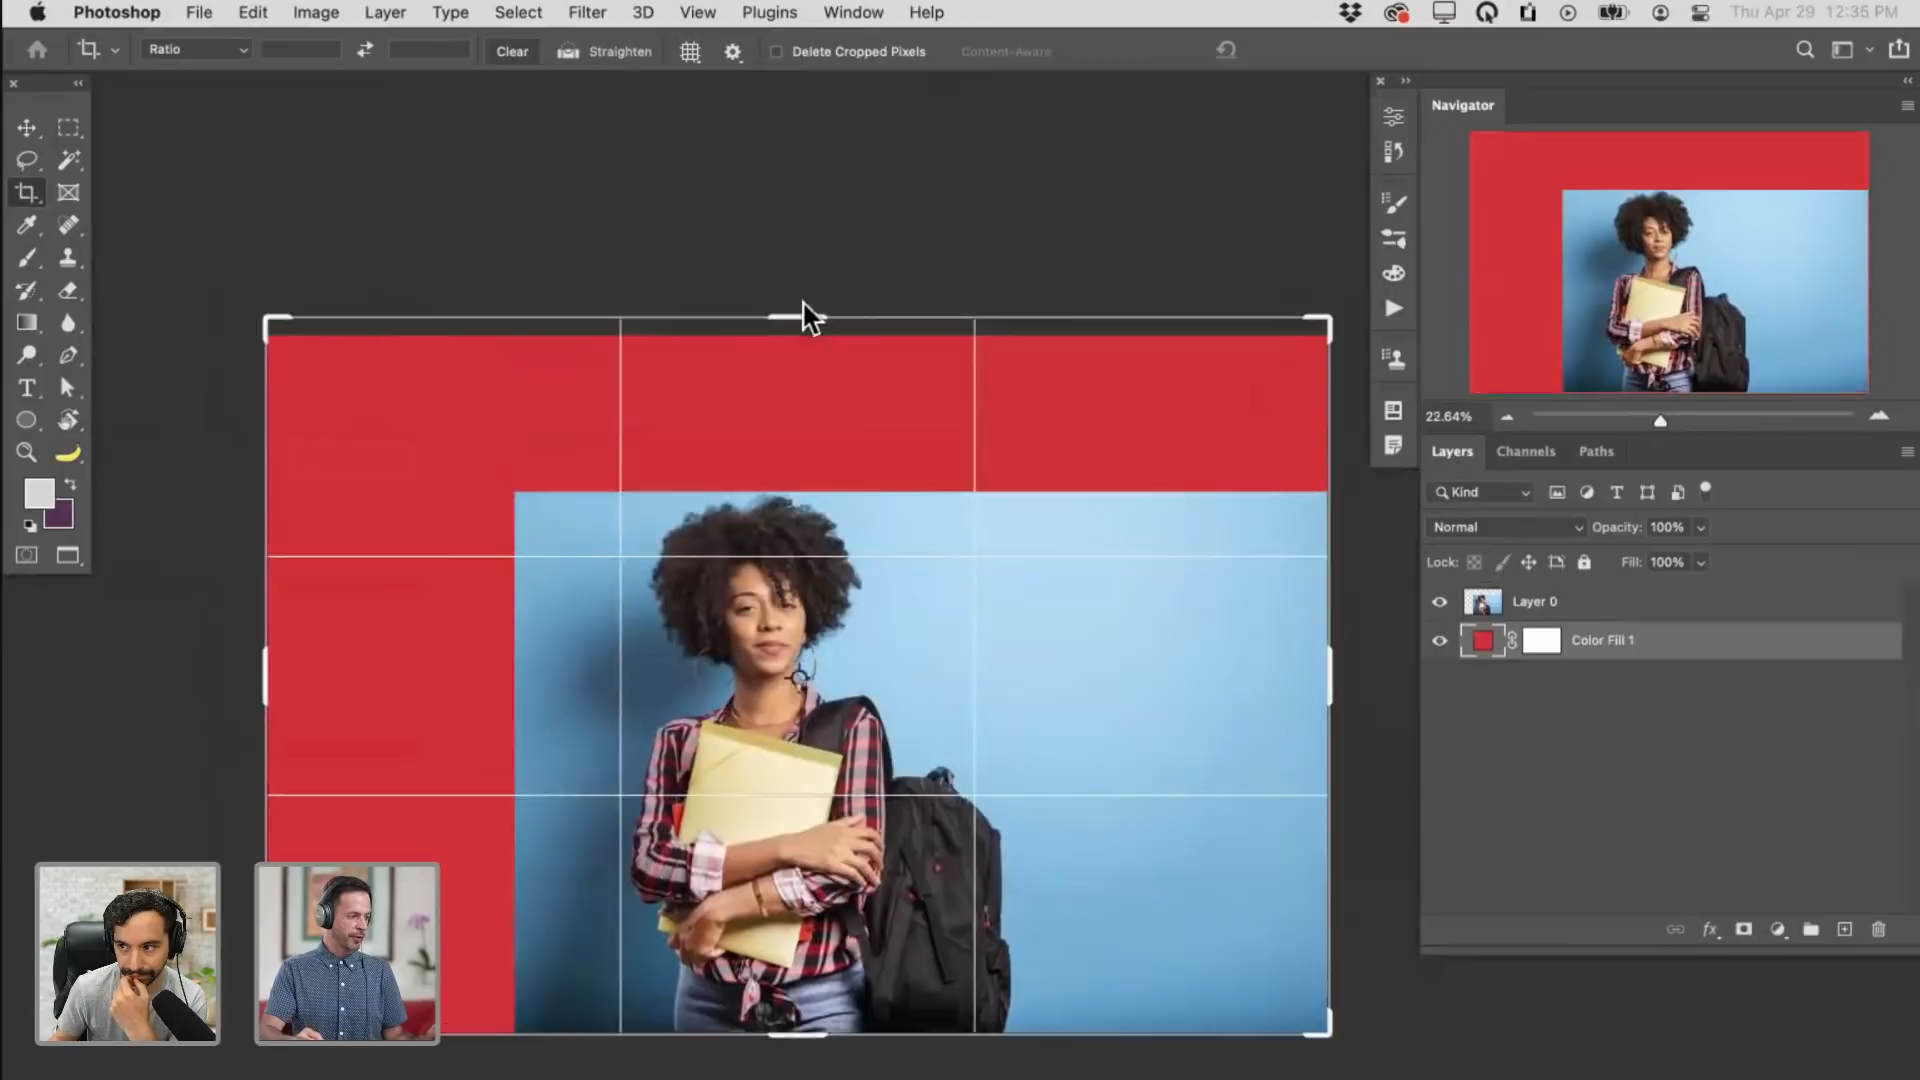 Photoshop File Edit Image Layer Type Select Filter 3D View Plugins Window Help Thu Apr 29 12:35 PM
Ratio Clear Straighten Delete Cropped Pixels Content-Aware
Navigator
22.64%
Layers Channels Paths
Kind
Normal Opacity: 100%
Lock: Fill: 100%
Layer 0
Color Fill 1